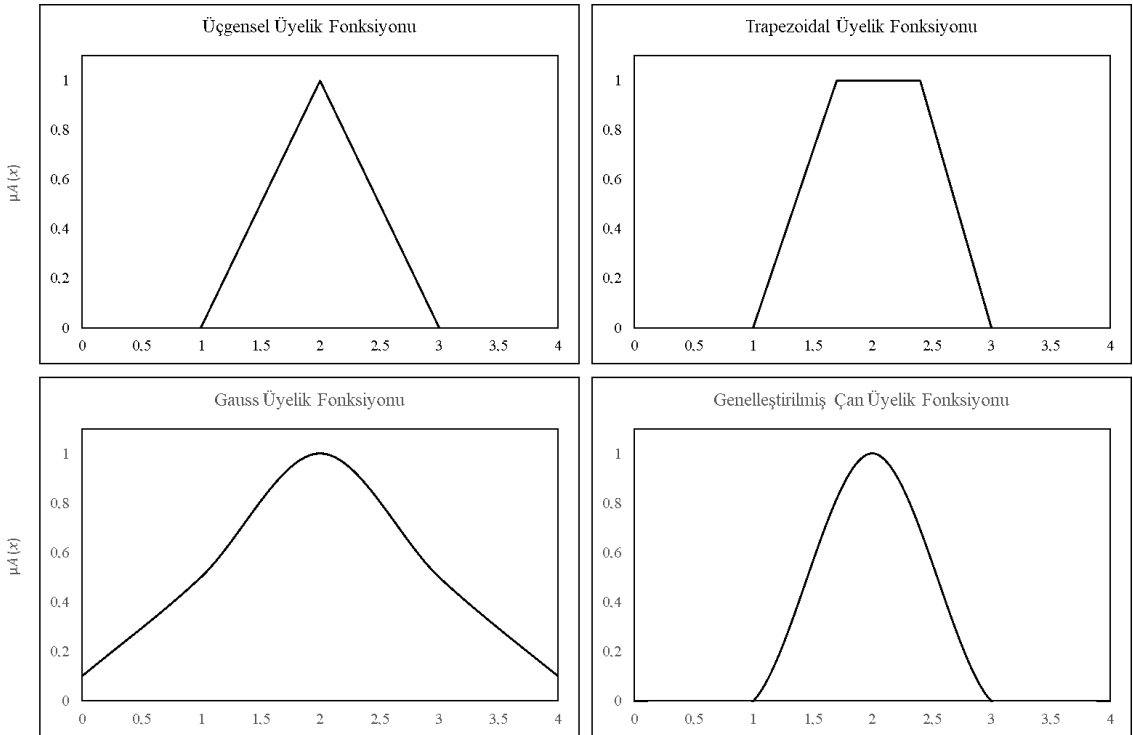 Üçgensel Üyelik Fonksiyonu
µA (x)
1
0,8
0,6
0,4
0,2
0
0 0,5 1 1,5 2 2,5 3 3,5 4
Trapezoidal Üyelik Fonksiyonu
1
0,8
0,6
0,4
0,2
0
0 0,5 1 1,5 2 2,5 3 3,5 4
Gauss Üyelik Fonksiyonu
µA (x)
1
0,8
0,6
0,4
0,2
0
0 0,5 1 1,5 2 2,5 3 3,5 4
Genelleştirilmiş Çan Üyelik Fonksiyonu
1
0,8
0,6
0,4
0,2
0
0 0,5 1 1,5 2 2,5 3 3,5 4